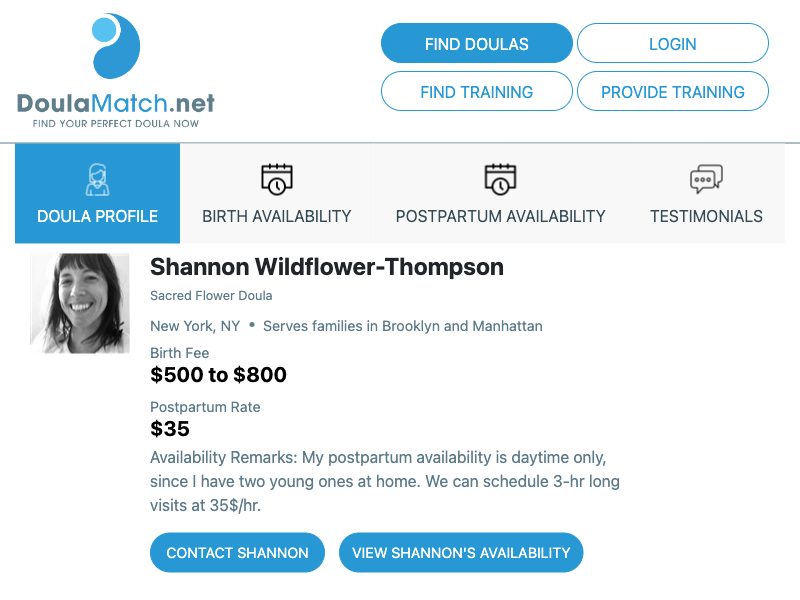 DoulaMatch.net
FIND YOUR PERFECT DOULA NOW
FIND DOULAS
LOGIN
FIND TRAINING
PROVIDE TRAINING
DOULA PROFILE
BIRTH AVAILABILITY
POSTPARTUM AVAILABILITY
TESTIMONIALS
Shannon Wildflower-Thompson
Sacred Flower Doula
New York, NY • Serves families in Brooklyn and Manhattan
Birth Fee
$500 to $800
Postpartum Rate
$35
Availability Remarks: My postpartum availability is daytime only,
since I have two young ones at home. We can schedule 3-hr long
visits at 35$/hr.
CONTACT SHANNON
VIEW SHANNON'S AVAILABILITY